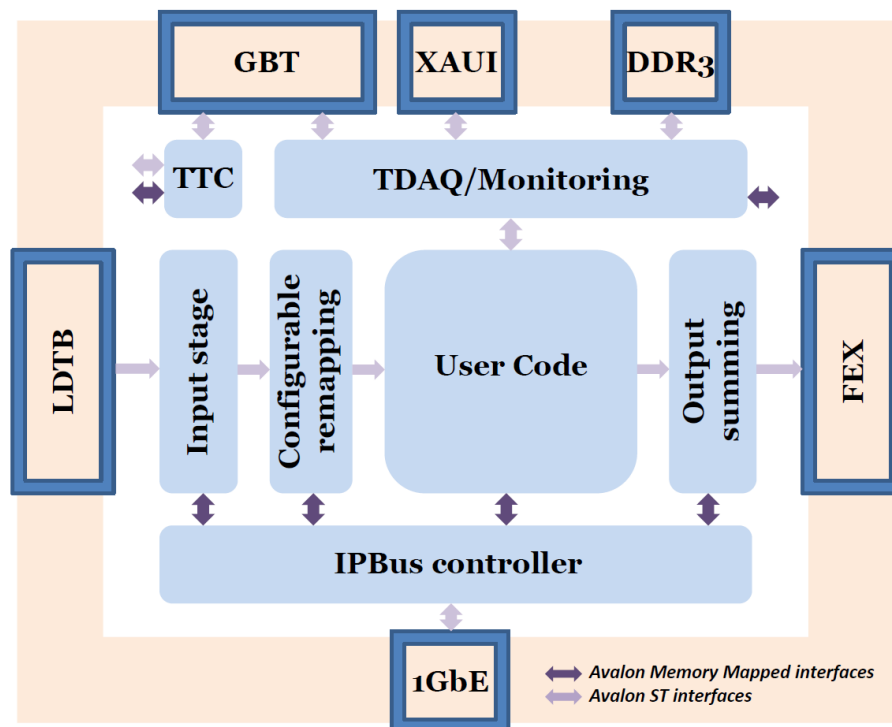 GBT
XAUI
DDR3
TTC
TDAQ/Monitoring
LDTB
Input stage
Configurable
remapping
User Code
Output
summing
FEX
IPBus controller
1GbE
Avalon Memory Mapped interfaces
Avalon ST interfaces